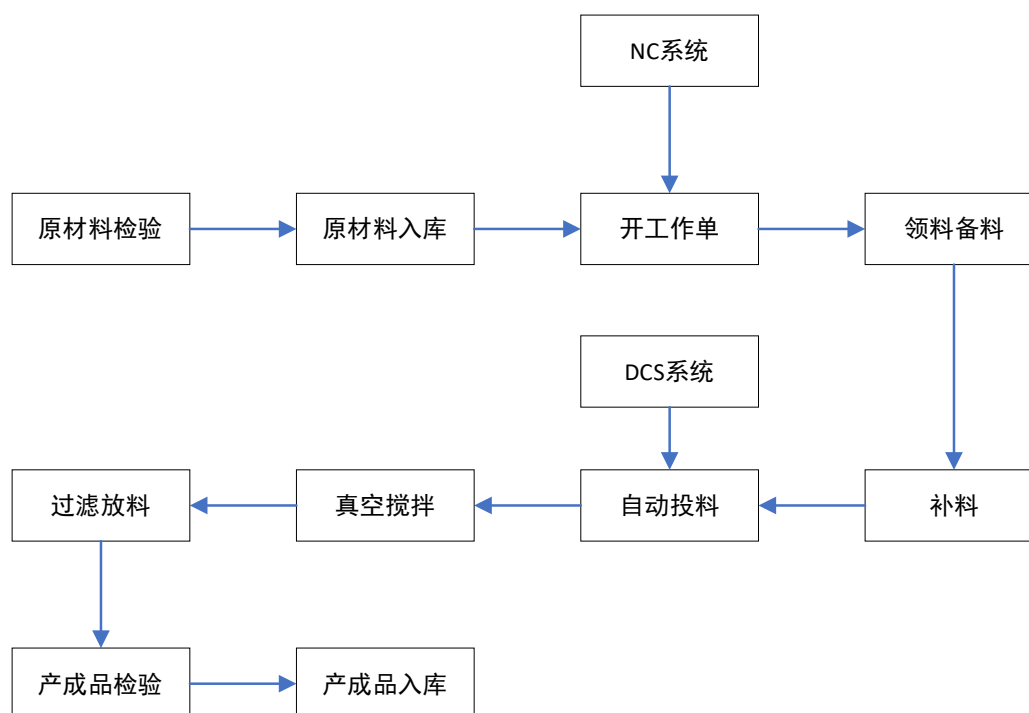 NC系统
原材料检验
原材料入库
开工作单
领料备料
DCS系统
过滤放料
真空搅拌
自动投料
补料
产成品检验
产成品入库